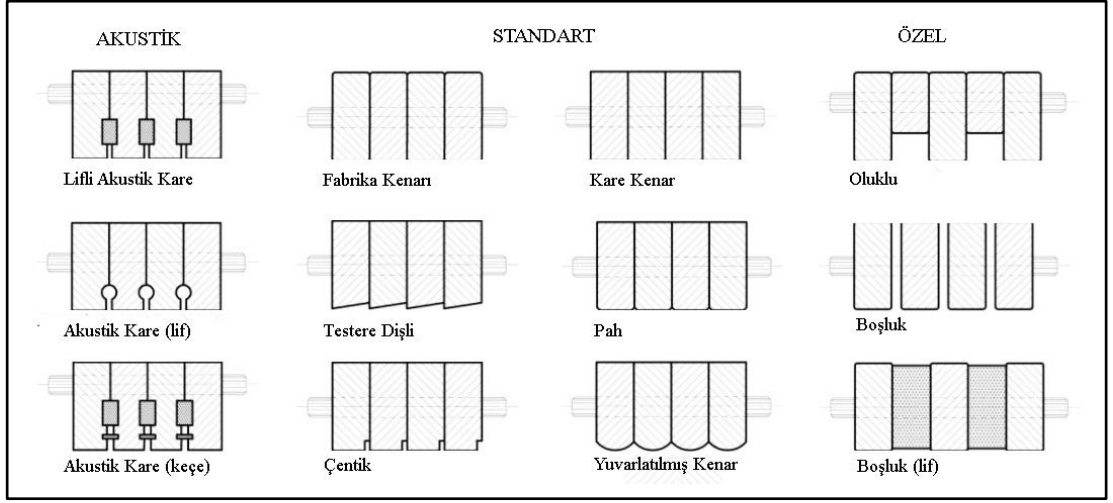 AKUSTİK STANDART ÖZEL
Lifli Akustik Kare Fabrika Kenarı Kare Kenar Oluklu
Akustik Kare (lif) Testere Dişli Pah Boşluk
Akustik Kare (keçe) Çentik Yuvarlatılmış Kenar Boşluk (lif)